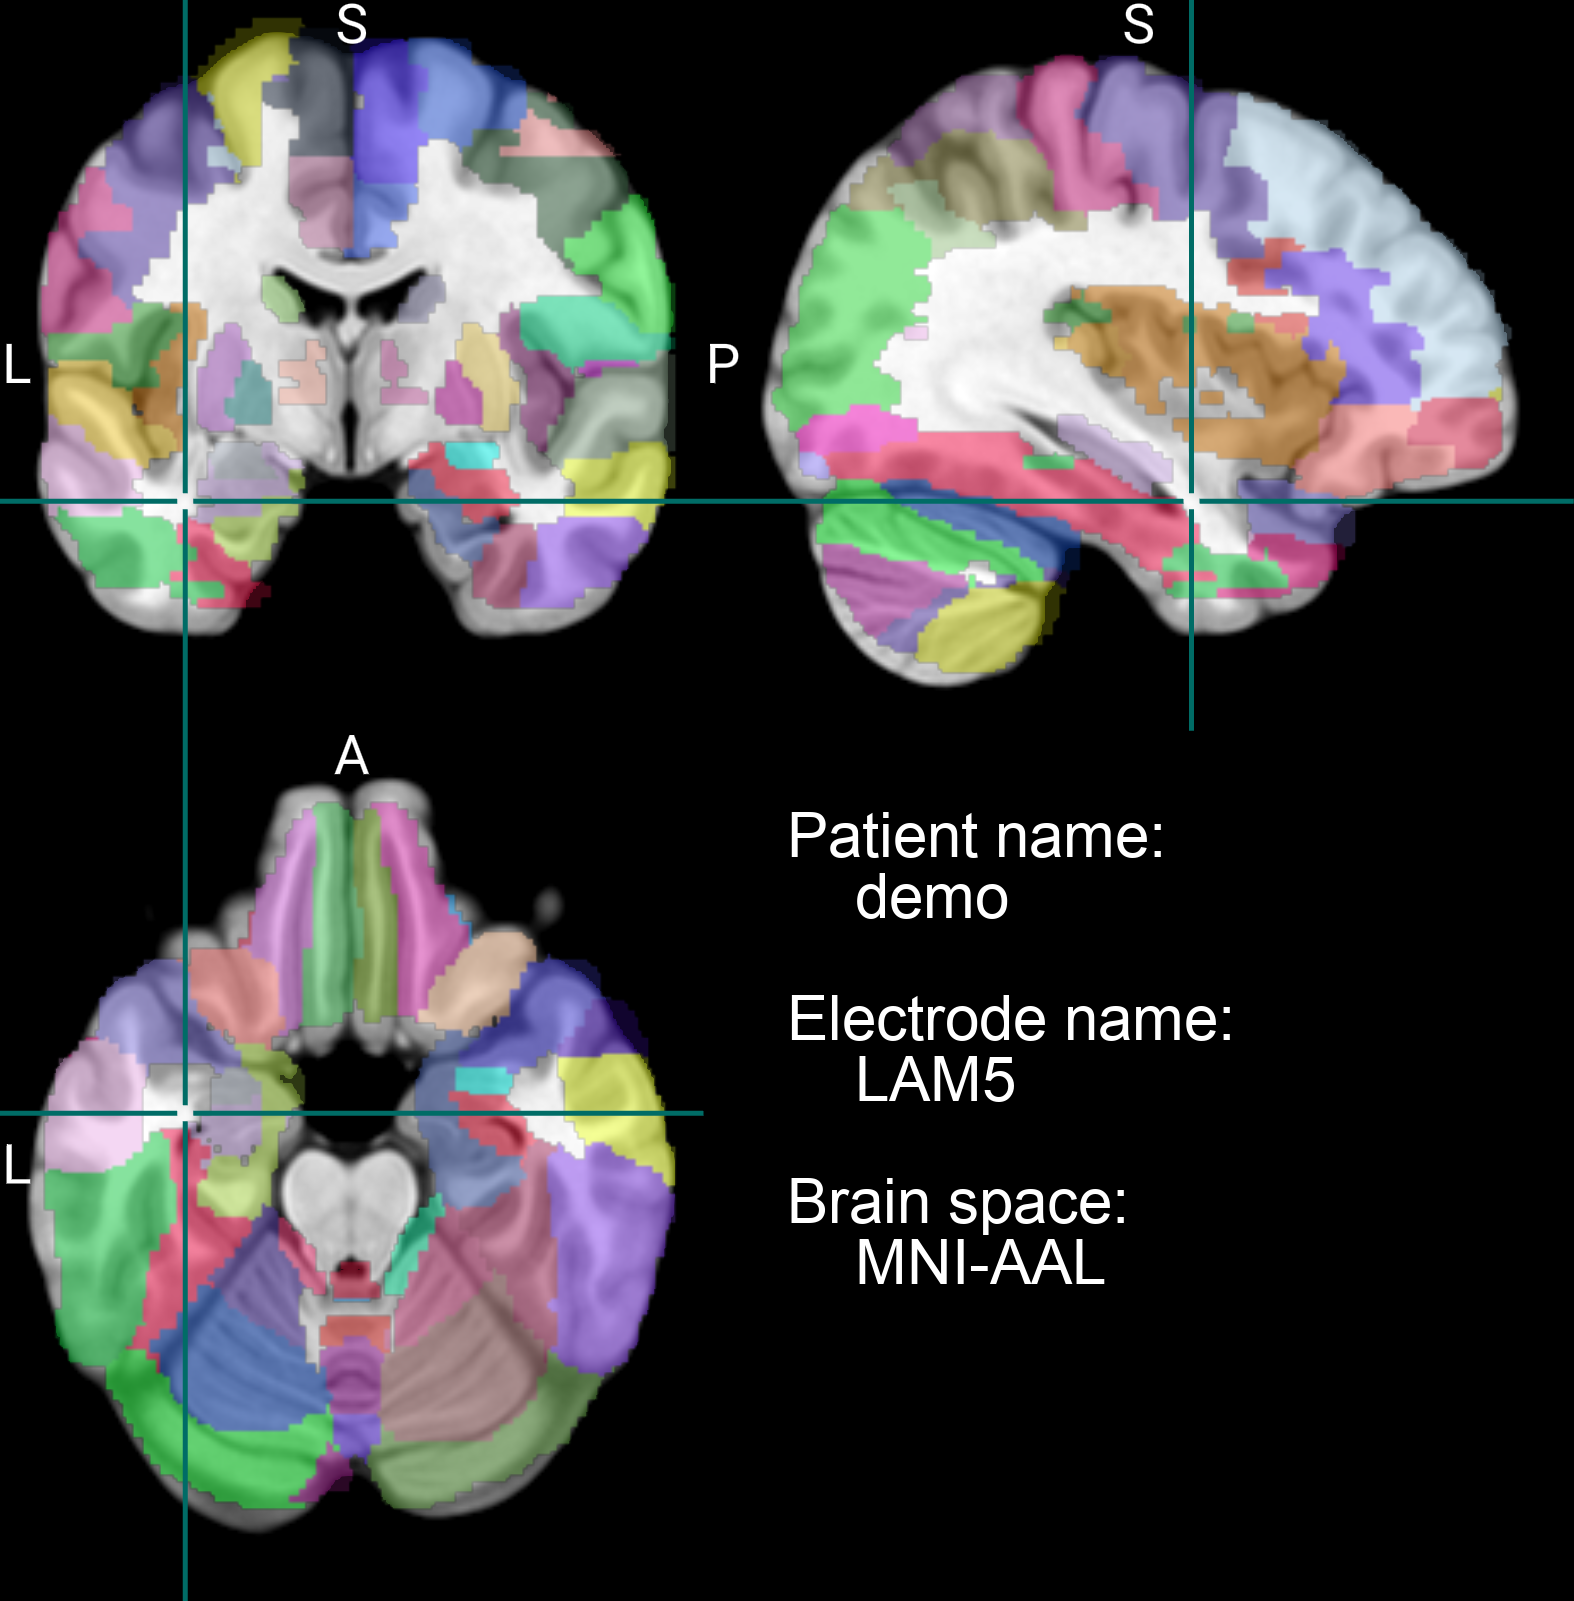 S
S
L
P
A
L
Patient name:
demo
Electrode name:
LAM5
Brain space:
MNI-AAL